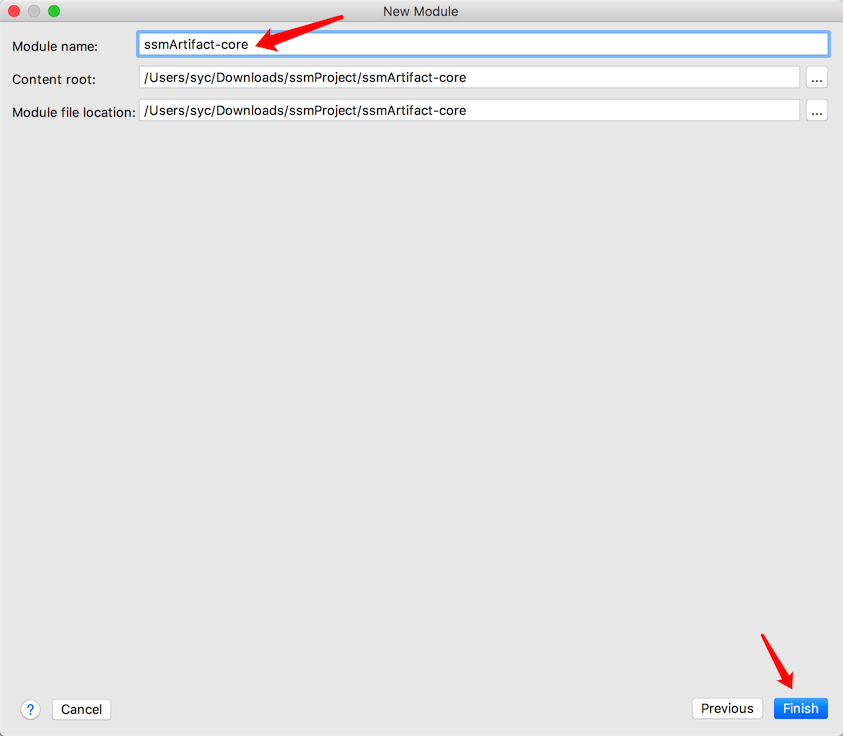 New Module
Module name: ssmArtifact-core
Content root: /Users/syc/Downloads/ssmProject/ssmArtifact-core ...
Module file location: /Users/syc/Downloads/ssmProject/ssmArtifact-core ...
? Cancel Previous Finish